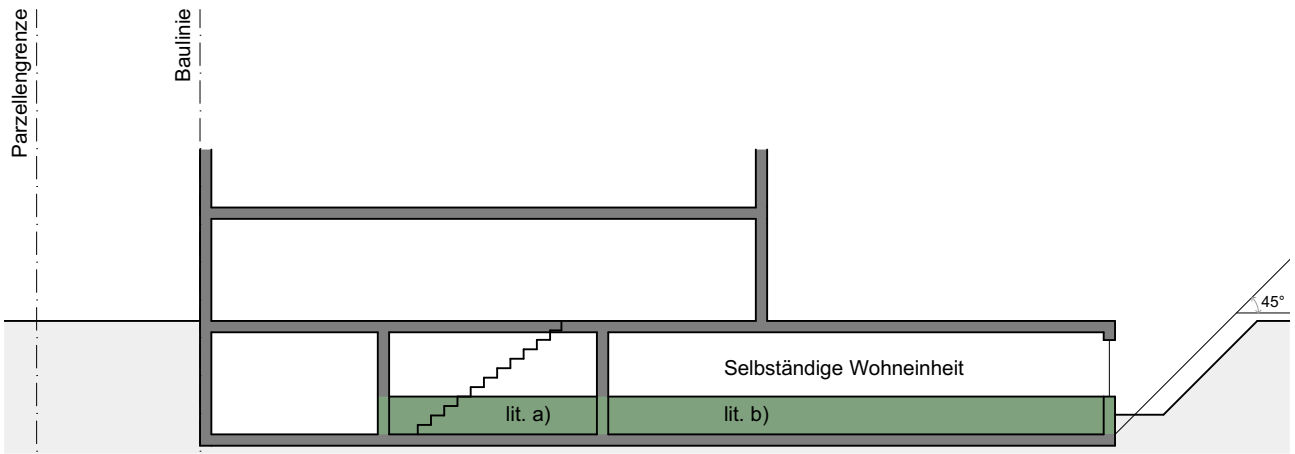 Parzellengrenze
Baulinie
45°
Selbständige Wohneinheit
lit. a)
lit. b)